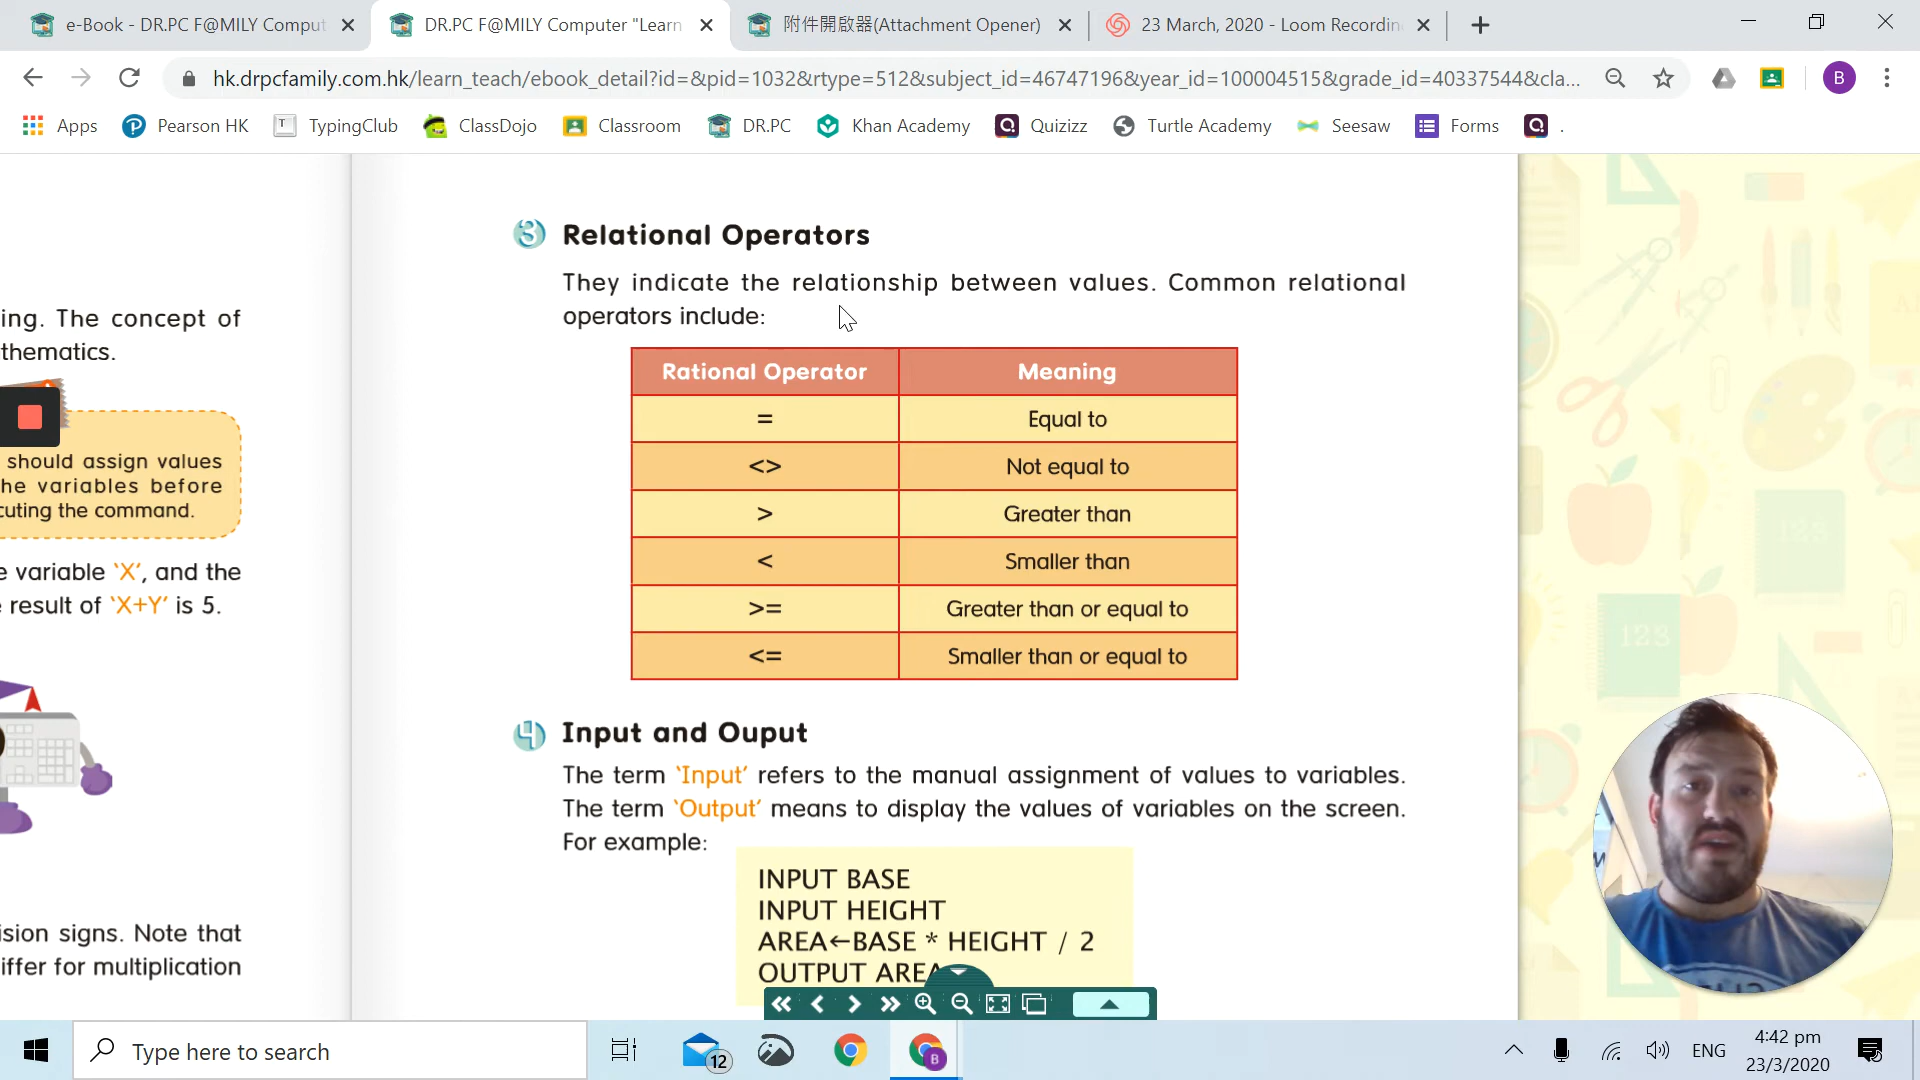 e-Book - DR.PC F@MILY Comput
DR.PC F@MILY Computer "Learn
附件開啟器(Attachment Opener)
23 March, 2020 - Loom Recordin
hk.drpcfamily.com.hk/learn_teach/ebook_detail?id=&pid=1032&rtype=512&subject_id=46747196&year_id=100004515&grade_id=40337544&cla...
B
Apps
Pearson HK
TypingClub
ClassDojo
Classroom
DR.PC
Khan Academy
Quizizz
Turtle Academy
Seesaw
Forms
.
ing. The concept of
thematics.
should assign values
he variables before
cuting the command.
e variable 'X', and the
result of 'X+Y' is 5.
ision signs. Note that
iffer for multiplication
3 Relational Operators
They indicate the relationship between values. Common relational
operators include:
Rational Operator Meaning
= Equal to
<> Not equal to
> Greater than
< Smaller than
>= Greater than or equal to
<= Smaller than or equal to
4 Input and Ouput
The term 'Input' refers to the manual assignment of values to variables.
The term 'Output' means to display the values of variables on the screen.
For example:
INPUT BASE
INPUT HEIGHT
AREA←BASE * HEIGHT / 2
OUTPUT AREA
123
123
Type here to search
12
B
ENG
4:42 pm
23/3/2020